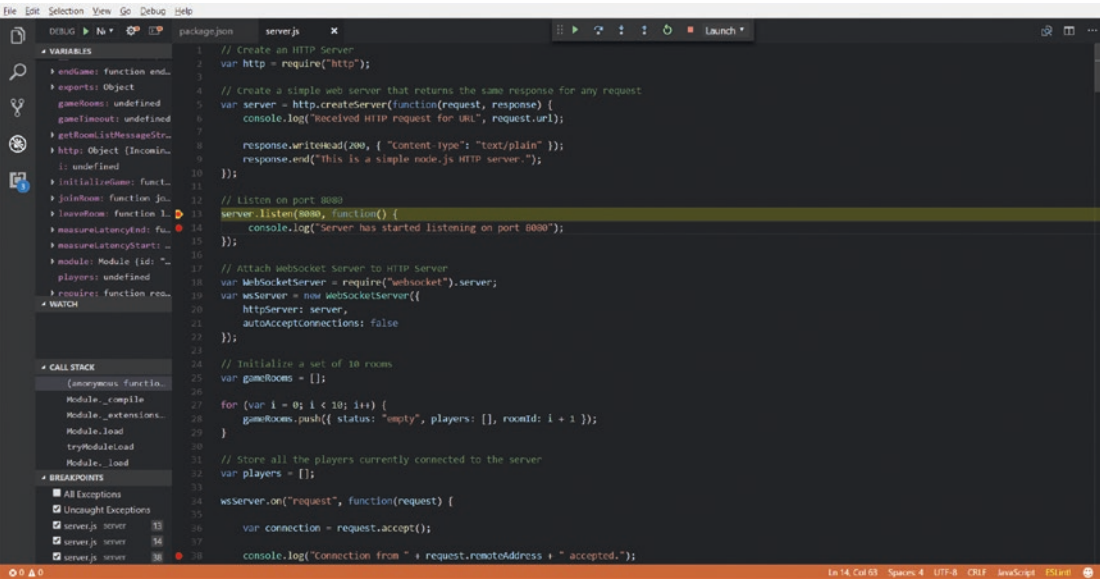 File Edit Selection View Go Debug Help
DEBUG
package.json
server.js
Launch
VARIABLES
endGame: function end…
exports: Object
gameRooms: undefined
gameTimeout: undefined
getRoomListMessageStr…
http: Object {Incomin…
i: undefined
initializeGame: funct…
joinRoom: function jo…
leaveRoom: function l…
measureLatencyEnd: fu…
measureLatencyStart: …
module: Module {id: "…
players: undefined
require: function req…
WATCH
CALL STACK
(anonymous functio…
Module._compile
Module._extensions…
Module.load
tryModuleLoad
Module._load
BREAKPOINTS
All Exceptions
Uncaught Exceptions
server.js server 13
server.js server 14
server.js server 38
1 // Create an HTTP Server
2 var http = require("http");
3
4 // Create a simple web server that returns the same response for any request
5 var server = http.createServer(function(request, response) {
6 console.log("Received HTTP request for URL", request.url);
7
8 response.writeHead(200, { "Content-Type": "text/plain" });
9 response.end("This is a simple node.js HTTP server.");
10 });
11
12 // Listen on port 8080
13 server.listen(8080, function() {
14 console.log("Server has started listening on port 8080");
15 });
16
17 // Attach WebSocket Server to HTTP Server
18 var WebSocketServer = require("websocket").server;
19 var wsServer = new WebSocketServer({
20 httpServer: server,
21 autoAcceptConnections: false
22 });
23
24 // Initialize a set of 10 rooms
25 var gameRooms = [];
26
27 for (var i = 0; i < 10; i++) {
28 gameRooms.push({ status: "empty", players: [], roomId: i + 1 });
29 }
30
31 // Store all the players currently connected to the server
32 var players = [];
33
34 wsServer.on("request", function(request) {
35
36 var connection = request.accept();
37
38 console.log("Connection from " + request.remoteAddress + " accepted.");
0 0
Ln 14, Col 63 Spaces: 4 UTF-8 CRLF JavaScript ESLint!